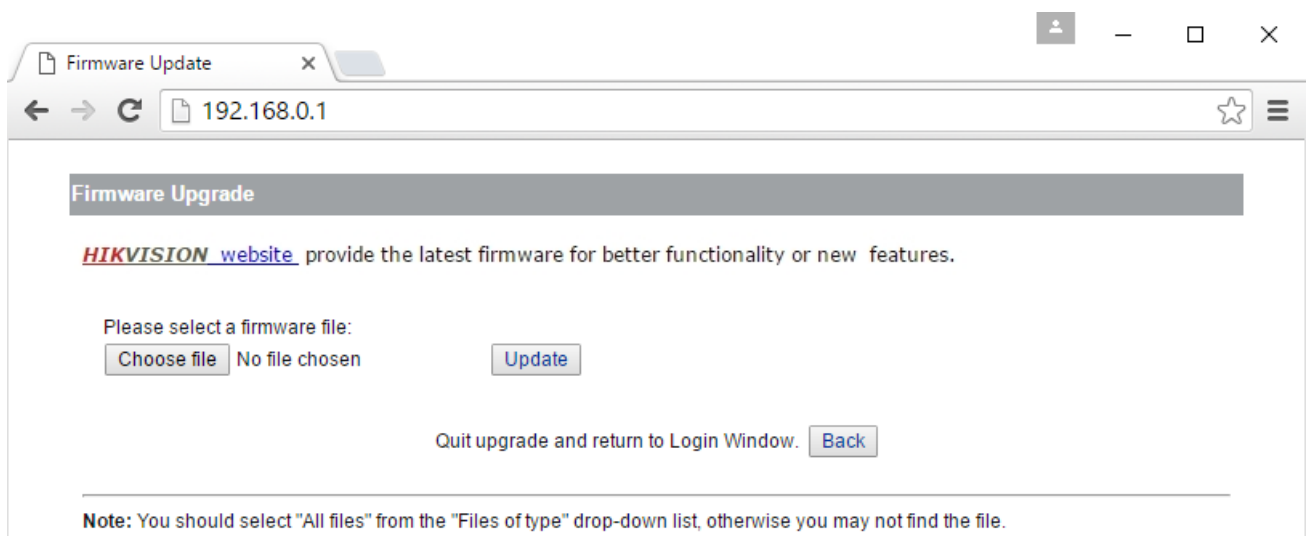 Firmware Update
192.168.0.1
Firmware Upgrade
HIKVISION website provide the latest firmware for better functionality or new features.
Please select a firmware file:
Choose file No file chosen Update
Quit upgrade and return to Login Window. Back
Note: You should select "All files" from the "Files of type" drop-down list, otherwise you may not find the file.